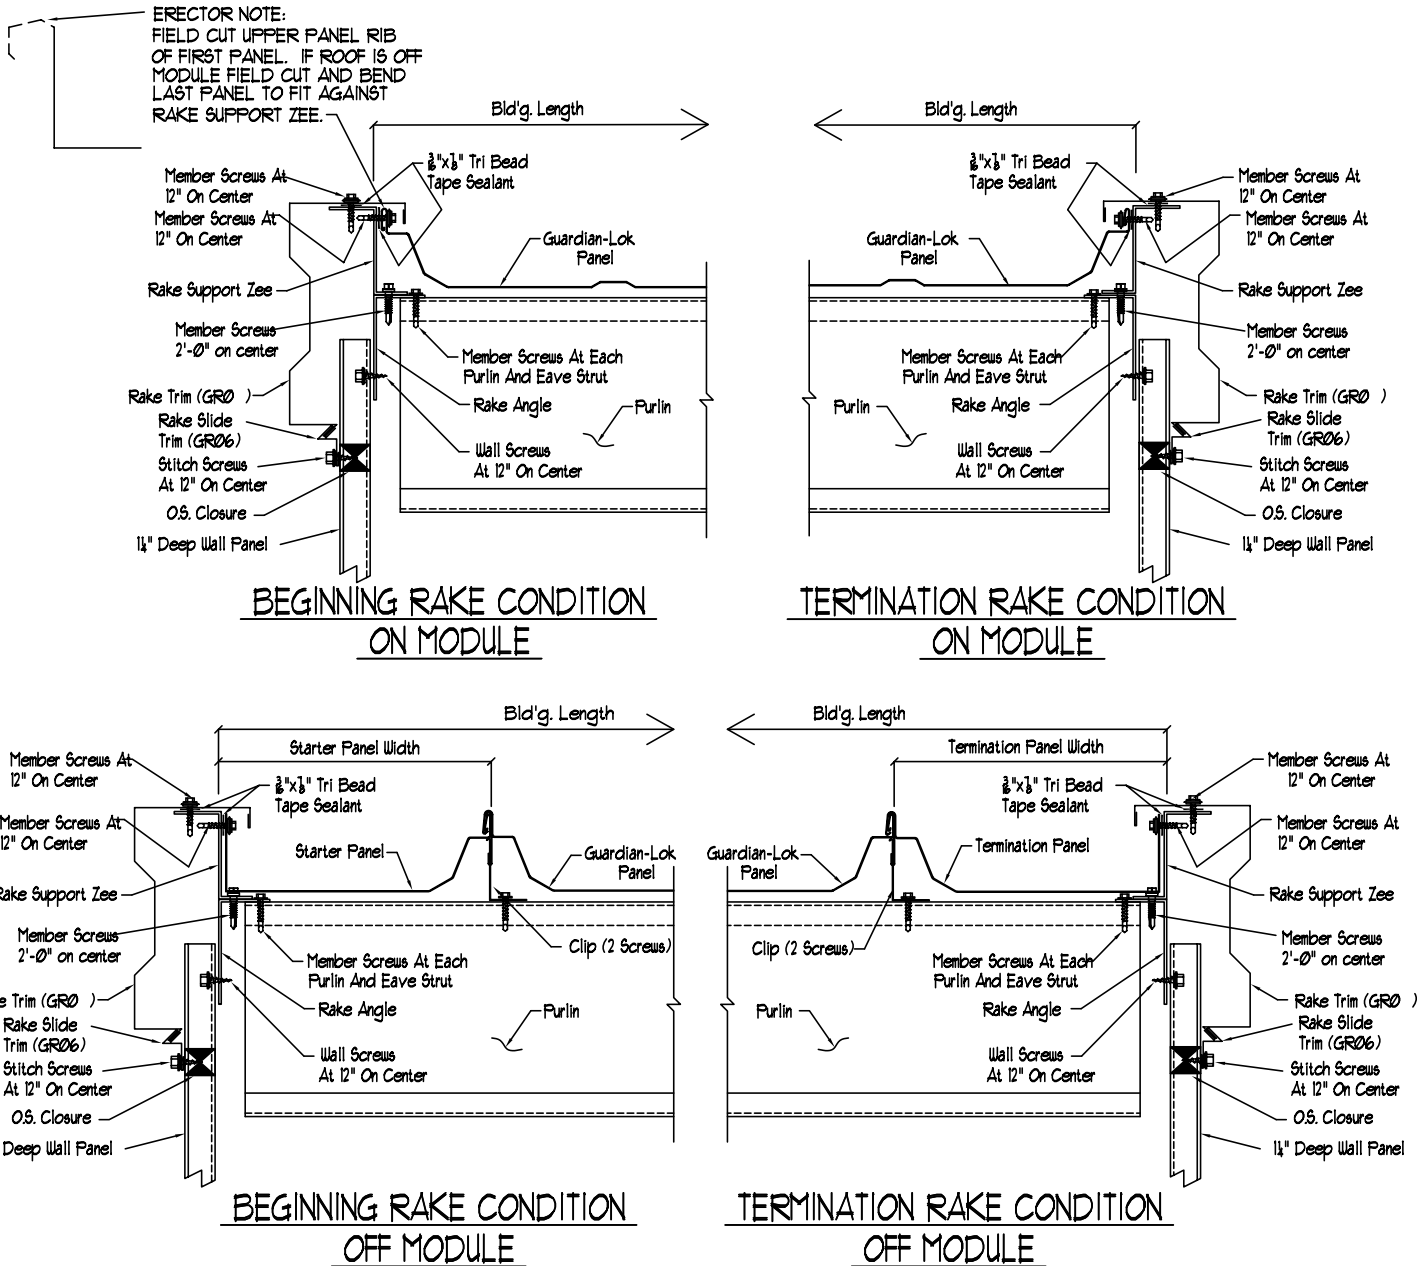 ERECTOR NOTE:
FIELD CUT UPPER PANEL RIB
OF FIRST PANEL. IF ROOF IS OFF
MODULE FIELD CUT AND BEND
LAST PANEL TO FIT AGAINST
RAKE SUPPORT ZEE.
Bld'g. Length
Member Screws At
12" On Center
Member Screws At
12" On Center
Tri Bead
Tape Sealant
Guardian-Lok
Panel
Rake Support Zee
Member Screws
2'-0" on center
Member Screws At Each
Purlin And Eave Strut
Rake Trim (GR0 )
Rake Angle
Purlin
Rake Slide
Trim (GR06)
Wall Screws
At 12" On Center
Stitch Screws
At 12" On Center
O.S. Closure
1¼" Deep Wall Panel
BEGINNING RAKE CONDITION
ON MODULE
Bld'g. Length
Tri Bead
Tape Sealant
Member Screws At
12" On Center
Member Screws At
12" On Center
Guardian-Lok
Panel
Rake Support Zee
Member Screws
2'-0" on center
Member Screws At Each
Purlin And Eave Strut
Rake Trim (GR0 )
Purlin
Rake Angle
Rake Slide
Trim (GR06)
Wall Screws
At 12" On Center
Stitch Screws
At 12" On Center
O.S. Closure
1¼" Deep Wall Panel
TERMINATION RAKE CONDITION
ON MODULE
Bld'g. Length
Starter Panel Width
Member Screws At
12" On Center
Tri Bead
Tape Sealant
Member Screws At
12" On Center
Starter Panel
Guardian-Lok
Panel
Rake Support Zee
Member Screws
2'-0" on center
Clip (2 Screws)
Member Screws At Each
Purlin And Eave Strut
e Trim (GR0 )
Rake Angle
Purlin
Rake Slide
Trim (GR06)
Wall Screws
At 12" On Center
Stitch Screws
At 12" On Center
O.S. Closure
Deep Wall Panel
BEGINNING RAKE CONDITION
OFF MODULE
Bld'g. Length
Termination Panel Width
Member Screws At
12" On Center
Tri Bead
Tape Sealant
Member Screws At
12" On Center
Guardian-Lok
Panel
Termination Panel
Rake Support Zee
Clip (2 Screws)
Member Screws
2'-0" on center
Member Screws At Each
Purlin And Eave Strut
Rake Trim (GR0 )
Purlin
Rake Angle
Rake Slide
Trim (GR06)
Wall Screws
At 12" On Center
Stitch Screws
At 12" On Center
O.S. Closure
1¼" Deep Wall Panel
TERMINATION RAKE CONDITION
OFF MODULE